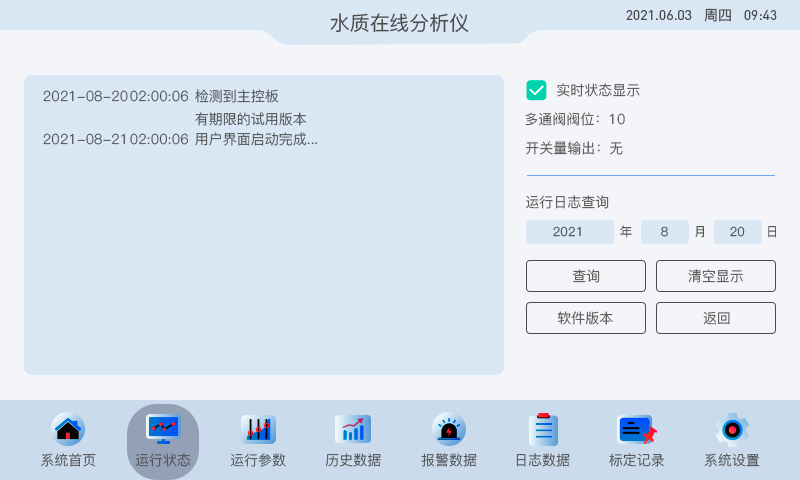 水质在线分析仪
2021.06.03 周四 09:43
2021-08-20 02:00:06 检测到主控板
有期限的试用版本
2021-08-21 02:00:06 用户界面启动完成...
实时状态显示
多通阀阀位：10
开关量输出：无
运行日志查询
2021 年 8 月 20 日
查询 清空显示
软件版本 返回
系统首页 运行状态 运行参数 历史数据 报警数据 日志数据 标定记录 系统设置